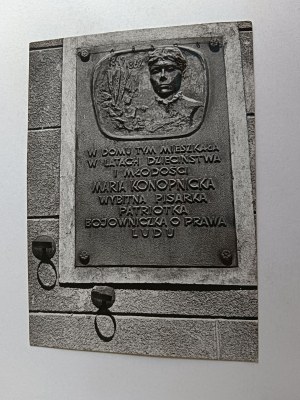 W DOMU TYM MIESZKAŁA
W LATACH DZIECIŃSTWA
I MŁODOŚCI
MARIA KONOPNICKA
WYBITNA PISARKA
PATRIOTKA
BOJOWNICZKA O PRAWA
LUDU